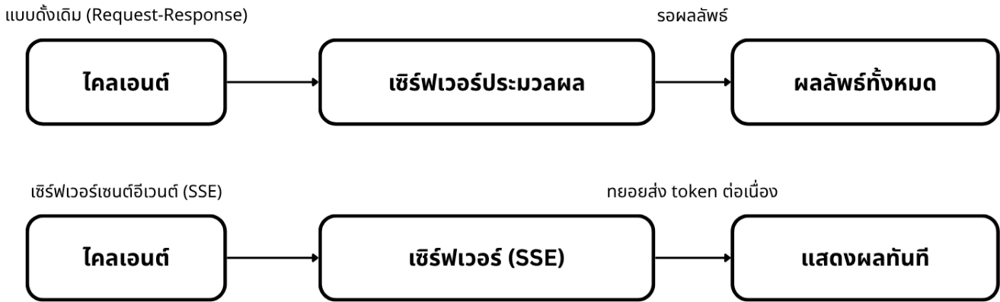 แบบดั้งเดิม (Request-Response)
รอผลลัพธ์
ไคลเอนต์
เซิร์ฟเวอร์ประมวลผล
ผลลัพธ์ทั้งหมด
เซิร์ฟเวอร์เซนต์อีเวนต์ (SSE)
ทยอยส่ง token ต่อเนื่อง
ไคลเอนต์
เซิร์ฟเวอร์ (SSE)
แสดงผลทันที